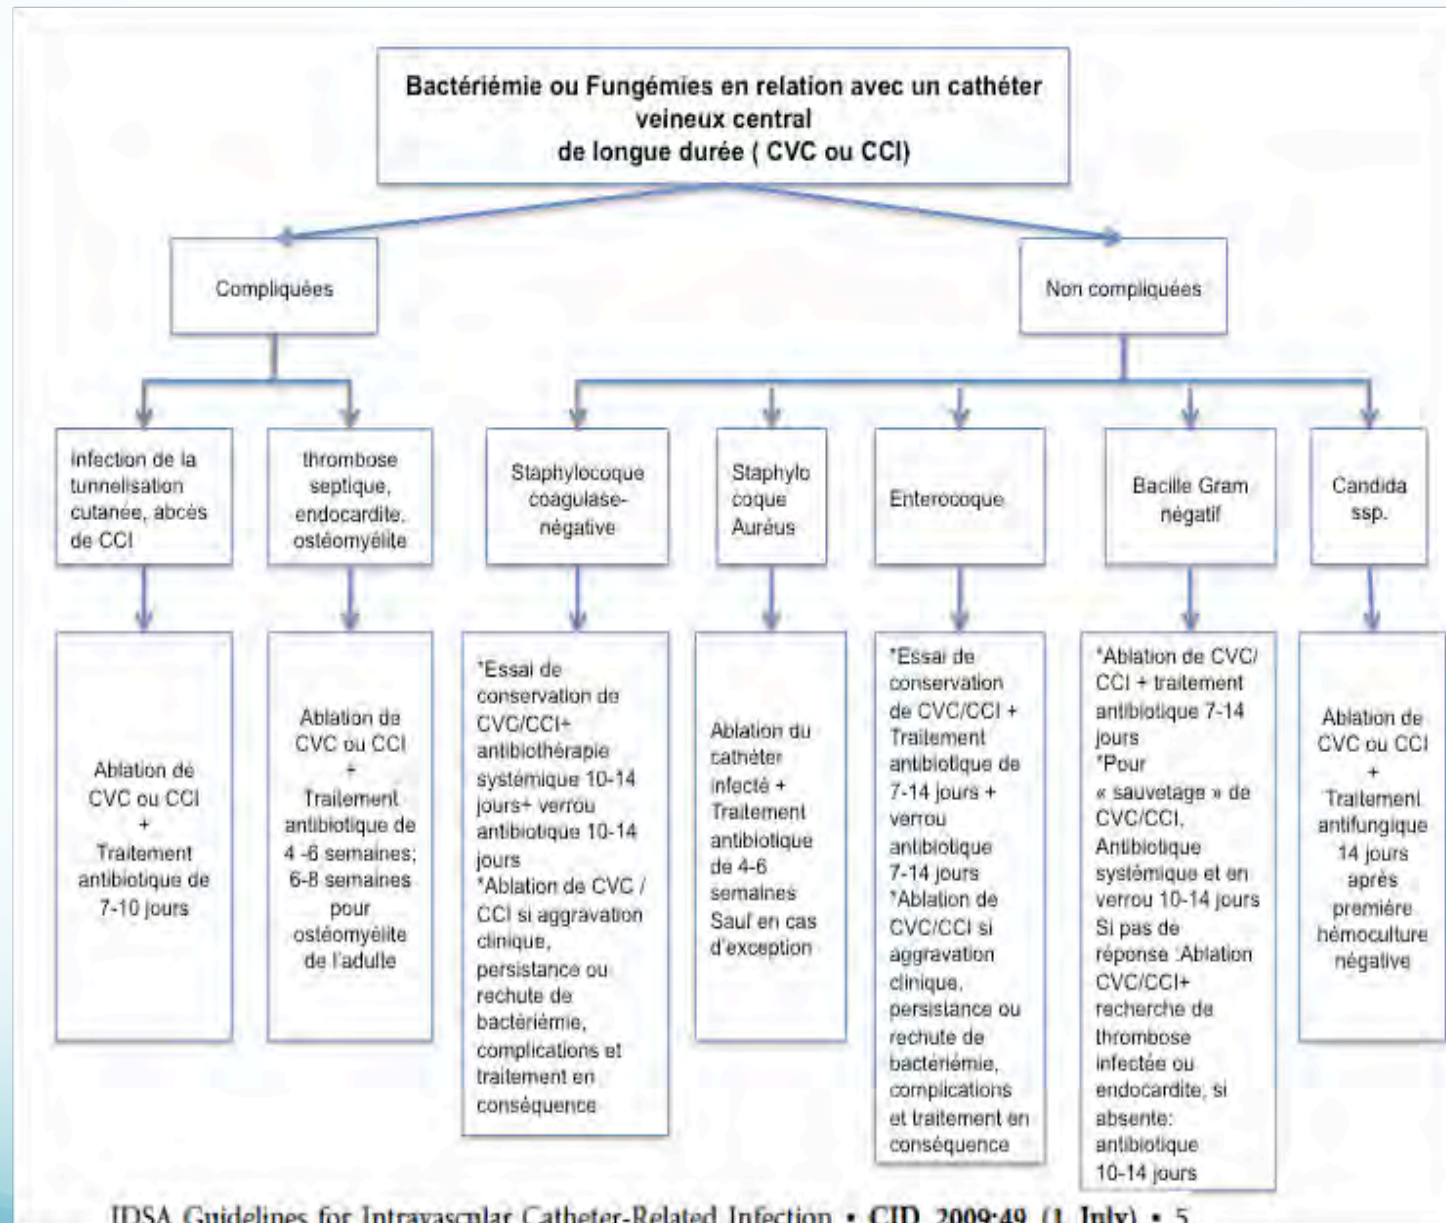 Bactériémie ou Fungémies en relation avec un cathéter
veineux central
de longue durée ( CVC ou CCI)
Compliquées
Non compliquées
Infection de la
tunnelisation
cutanée, abcés
de CCI
thrombose
septique,
endocardite,
ostéomyélite
Staphylocoque
coagulase-
négative
Staphylo
coque
Auréus
Enterocoque
Bacille Gram
négatif
Candida
ssp.
Ablation de
CVC ou CCI
+
Traitement
antibiotique de
7-10 jours
Ablation de
CVC ou CCI
+
Traitement
antibiotique de
4 -6 semaines;
6-8 semaines
pour
ostéomyélite
de l'adulle
*Essai de
conservation de
CVC/CCI+
antibiothérapie
systémique 10-14
jours+ verrou
antibiotique 10-14
jours
*Ablation de CVC /
CCI si aggravation
clinique,
persistance ou
rechute de
bactériémie,
complications et
traitement en
conséquence
Ablation du
cathéter
infecté +
Traitement
antibiotique
de 4-6
semaines
Sauf en cas
d'exception
*Essai de
conservation
de CVC/CCI +
Traitement
antibiotique de
7-14 jours +
verrou
antibiotique
7-14 jours
*Ablation de
CVC/CCI si
aggravation
clinique,
persistance ou
rechute de
bactériémie,
complications
et traitement en
conséquence
*Ablation de CVC/
CCI + traitement
antibiotique 7-14
jours
*Pour
« sauvetage » de
CVC/CCI,
Antibiotique
systémique et en
verrou 10-14 jours
Si pas de
réponse :Ablation
CVC/CCI+
recherche de
thrombose
infectée ou
endocardite, si
absente:
antibiotique
10-14 jours
Ablation de
CVC ou CCI
+
Traitement
antifungique
14 jours
après
première
hémoculture
négative
IDSA Guidelines for Intravascular Catheter-Related Infection • CID 2009:49 (1 July) • 5